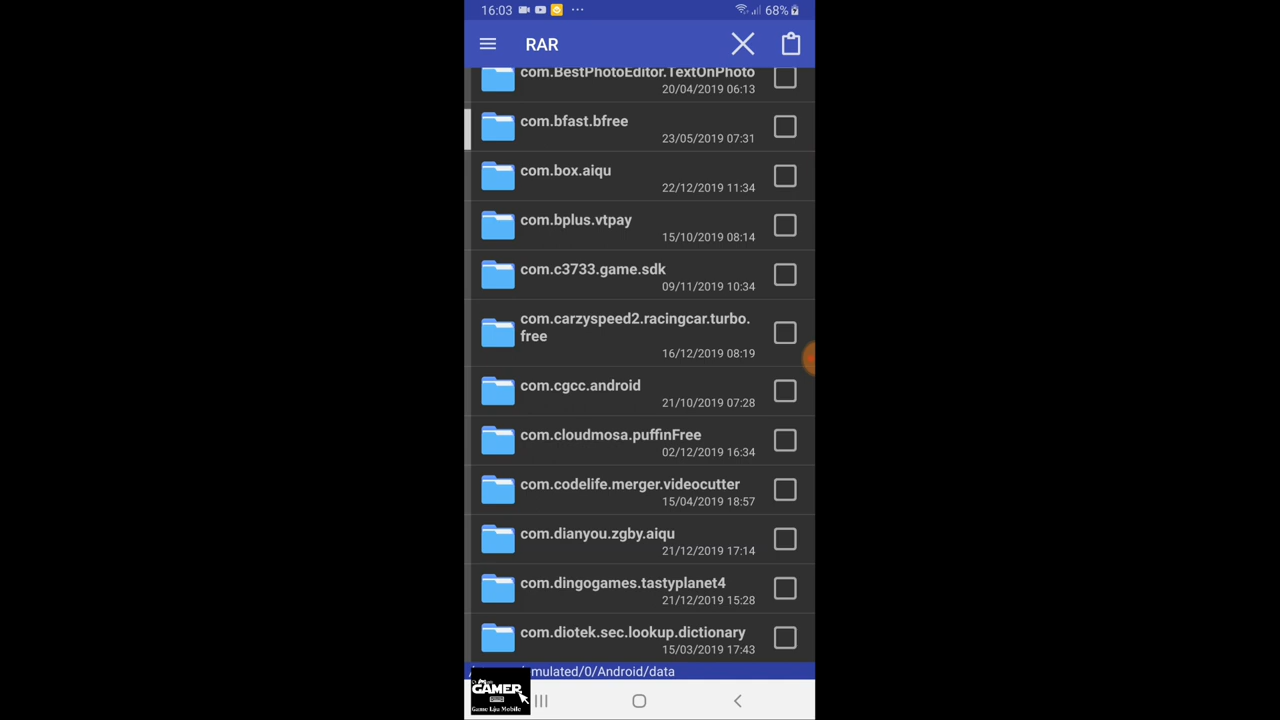 16:03 ... 68%
RAR
com.BestPhotoEditor.TextOnPhoto
20/04/2019 06:13
com.bfast.bfree
23/05/2019 07:31
com.box.aiqu
22/12/2019 11:34
com.bplus.vtpay
15/10/2019 08:14
com.c3733.game.sdk
09/11/2019 10:34
com.carzyspeed2.racingcar.turbo.
free
16/12/2019 08:19
com.cgcc.android
21/10/2019 07:28
com.cloudmosa.puffinFree
02/12/2019 16:34
com.codelife.merger.videocutter
15/04/2019 18:57
com.dianyou.zgby.aiqu
21/12/2019 17:14
com.dingogames.tastyplanet4
21/12/2019 15:28
com.diotek.sec.lookup.dictionary
15/03/2019 17:43
mulated/0/Android/data
GAMER
Game Lậu Mobile